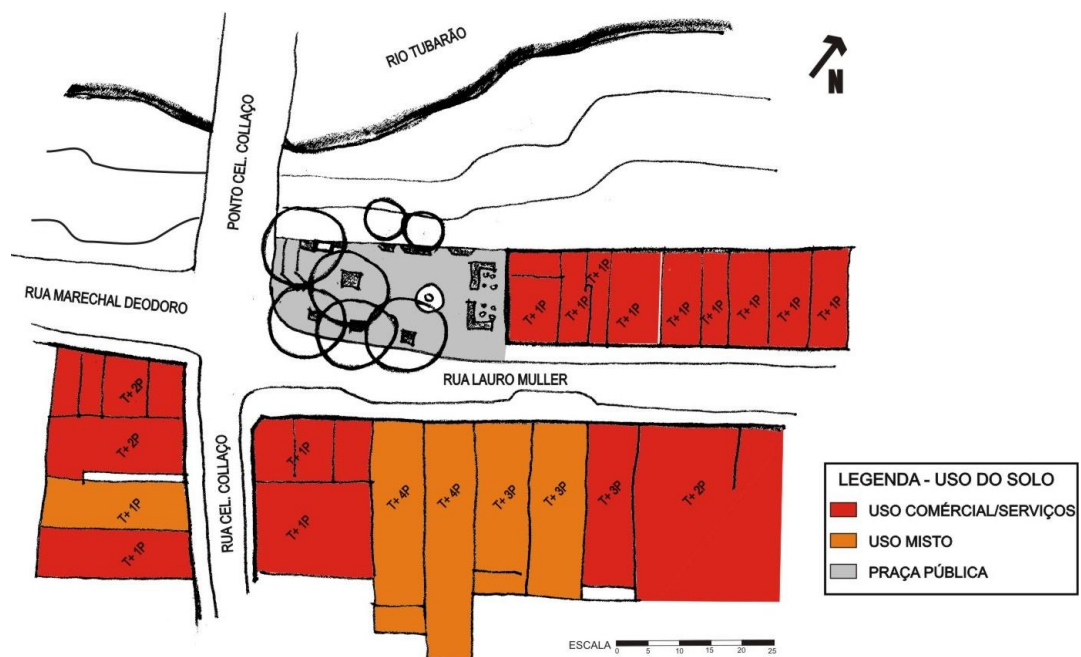 RIO TUBARÃO
N
PONTO CEL. COLLAÇO
RUA MARECHAL DEODORO
T+ 1P
T+ 1P
T+ 1P
T+ 1P
T+ 1P
T+ 1P
T+ 1P
T+ 1P
T+ 1P
RUA LAURO MULLER
T+ 2P
T+ 2P
T+ 1P
T+ 1P
RUA CEL. COLLAÇO
T+ 1P
T+ 1P
T+ 4P
T+ 4P
T+ 3P
T+ 3P
T+ 3P
T+ 2P
LEGENDA - USO DO SOLO
USO COMÉRCIAL/SERVIÇOS
USO MISTO
PRAÇA PÚBLICA
ESCALA
0 5 10 15 20 25